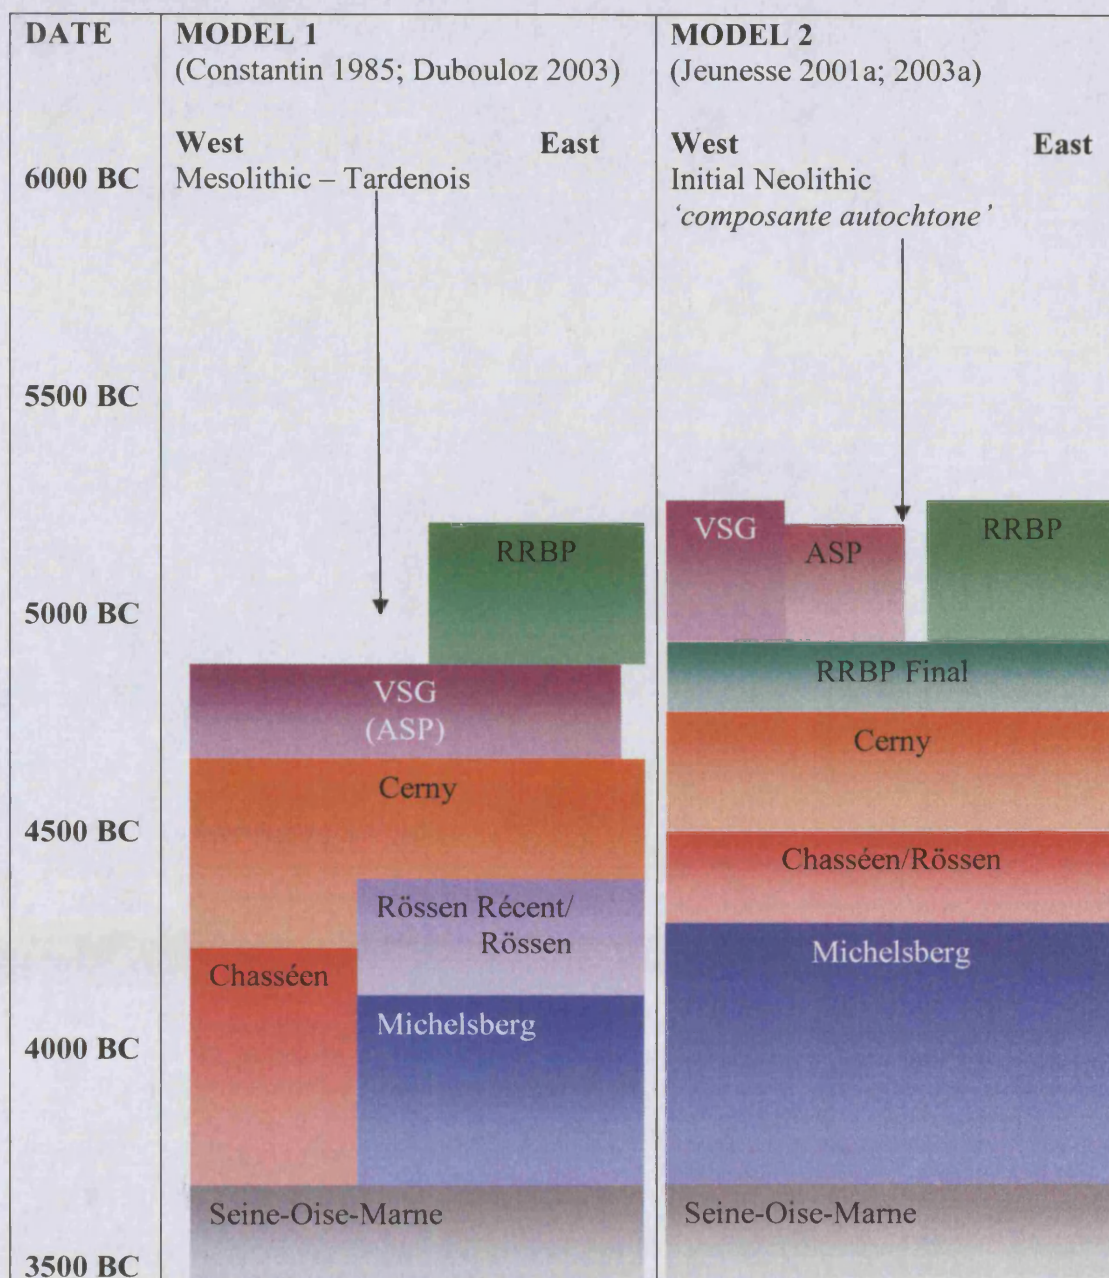 DATE
MODEL 1
(Constantin 1985; Dubouloz 2003)
MODEL 2
(Jeunesse 2001a; 2003a)
West East
West East
6000 BC
Mesolithic – Tardenois
Initial Neolithic
‘composante autochtone’
5500 BC
VSG
ASP
RRBP
RRBP
5000 BC
RRBP Final
VSG
(ASP)
Cerny
Cerny
4500 BC
Chasséen/Rössen
Rössen Récent/
Rössen
Chasséen
Michelsberg
Michelsberg
4000 BC
Seine-Oise-Marne
Seine-Oise-Marne
3500 BC